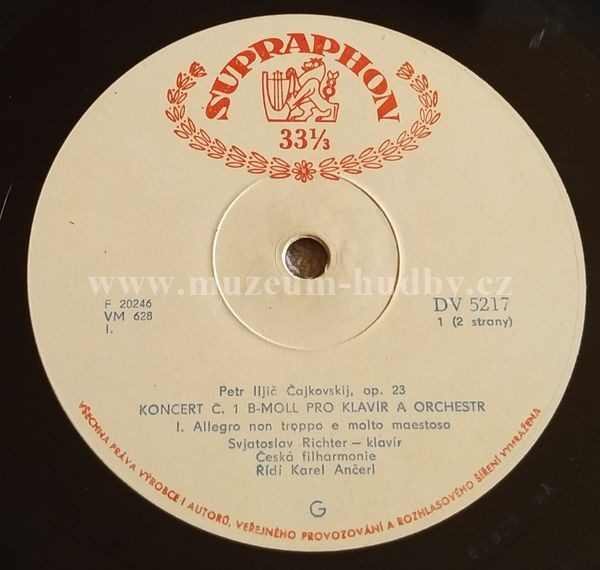 SUPRAPHON
33⅓
www.muzeum-hudby.cz
F 20246
VM 628
I.
DV 5217
1 (2 strany)
Petr Iljič Čajkovskij, op. 23
KONCERT Č. 1 B-MOLL PRO KLAVÍR A ORCHESTR
I. Allegro non troppo e molto maestoso
Svjatoslav Richter – klavír
Česká filharmonie
Řídí Karel Ančerl
G
VŠECHNA PRÁVA VÝROBCE I AUTORŮ, VEŘEJNÉHO PROVOZOVÁNÍ A ROZHLASOVÉHO ŠÍŘENÍ VYHRAŽENA